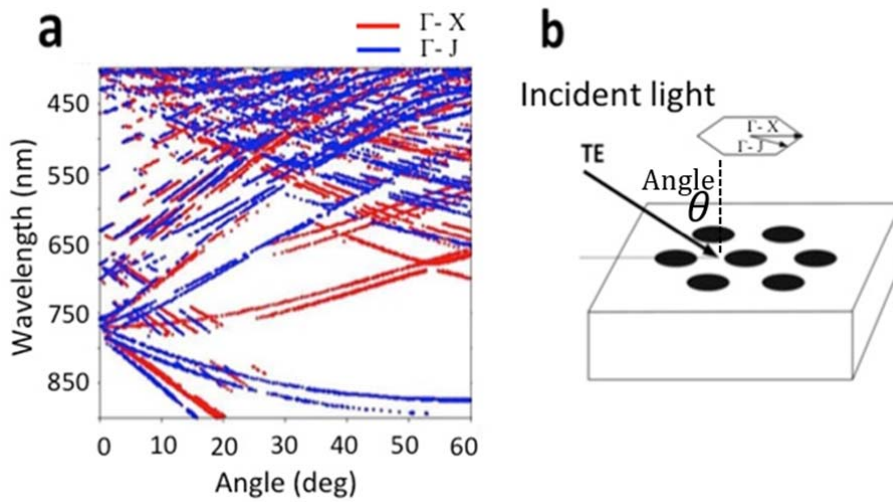 a
Γ- X
Γ- J
Wavelength (nm)
450
550
650
750
850
0
10
20
30
40
50
60
Angle (deg)
b
Incident light
TE
Angle
θ
Γ- X
Γ- J